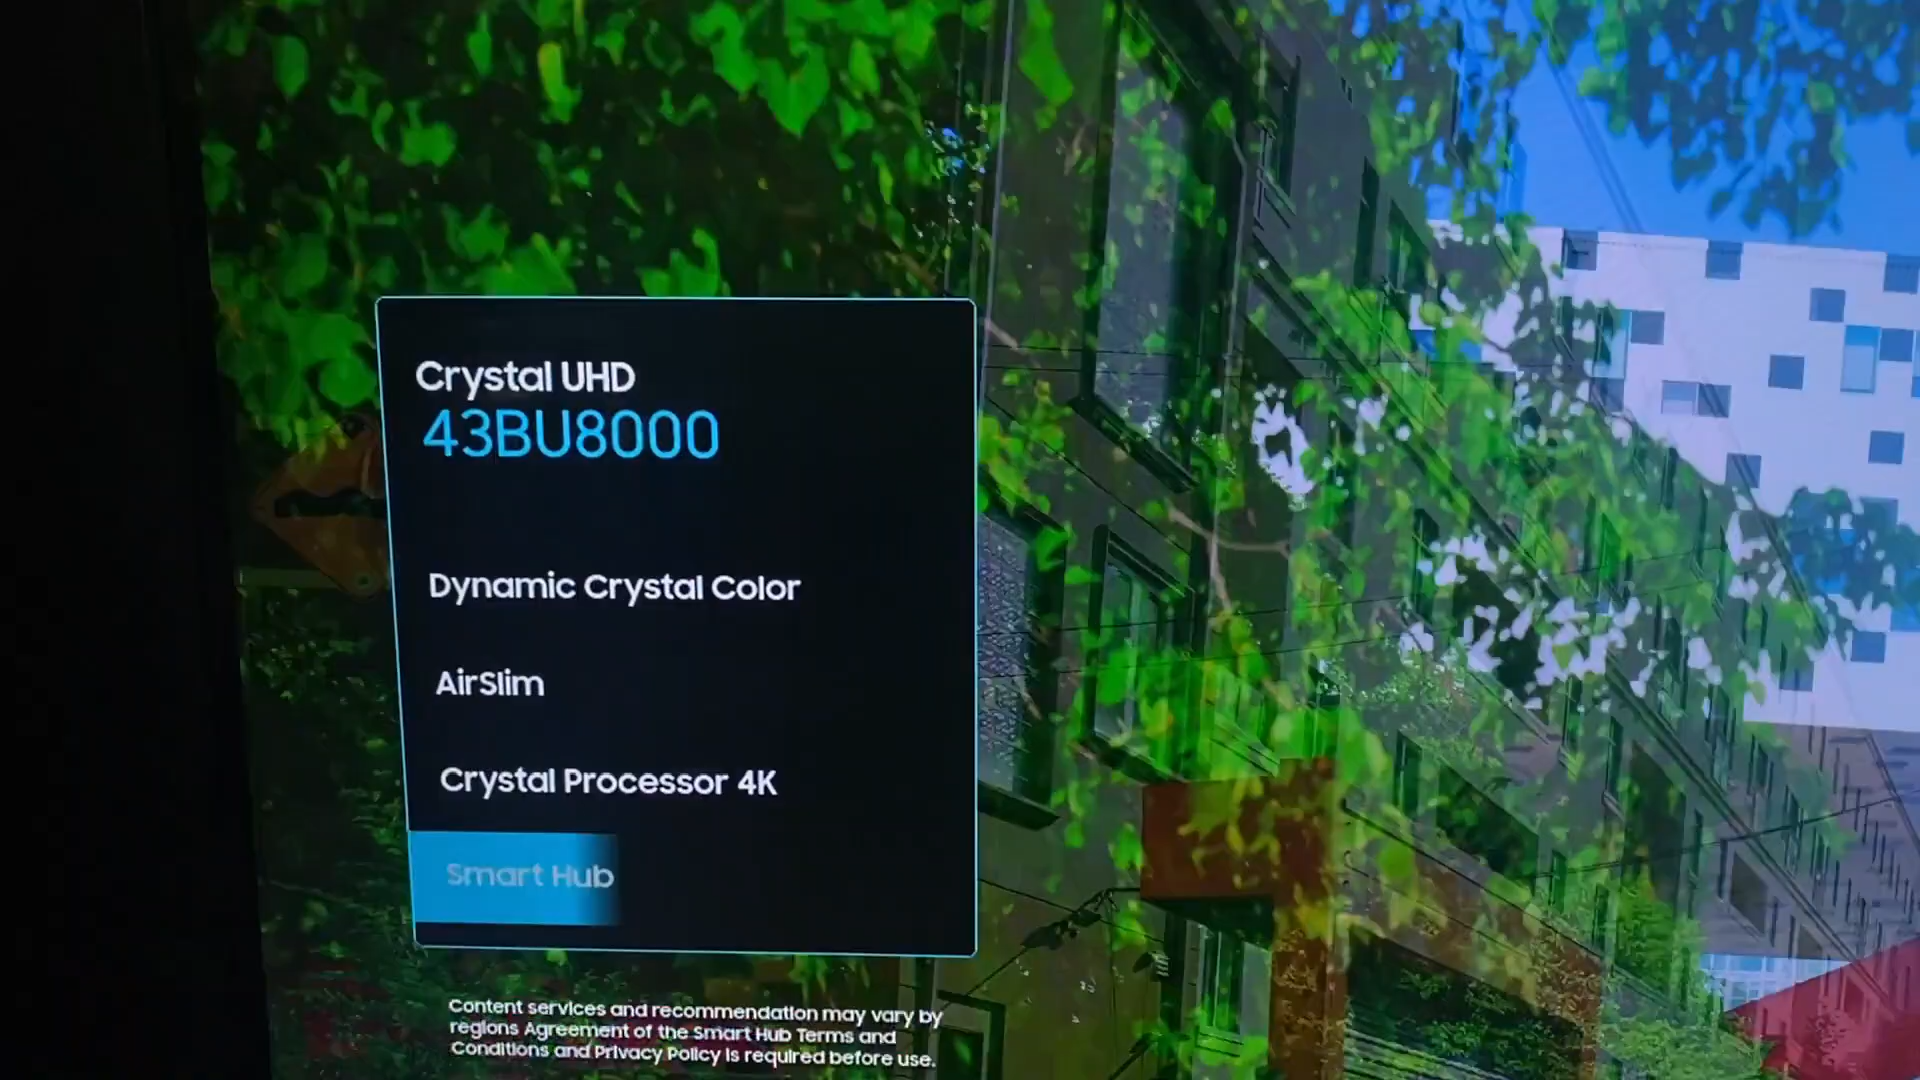 Crystal UHD
43BU8000
Dynamic Crystal Color
AirSlim
Crystal Processor 4K
Smart Hub
Content services and recommendation may vary by
regions Agreement of the Smart Hub Terms and
Conditions and Privacy Policy is required before use.